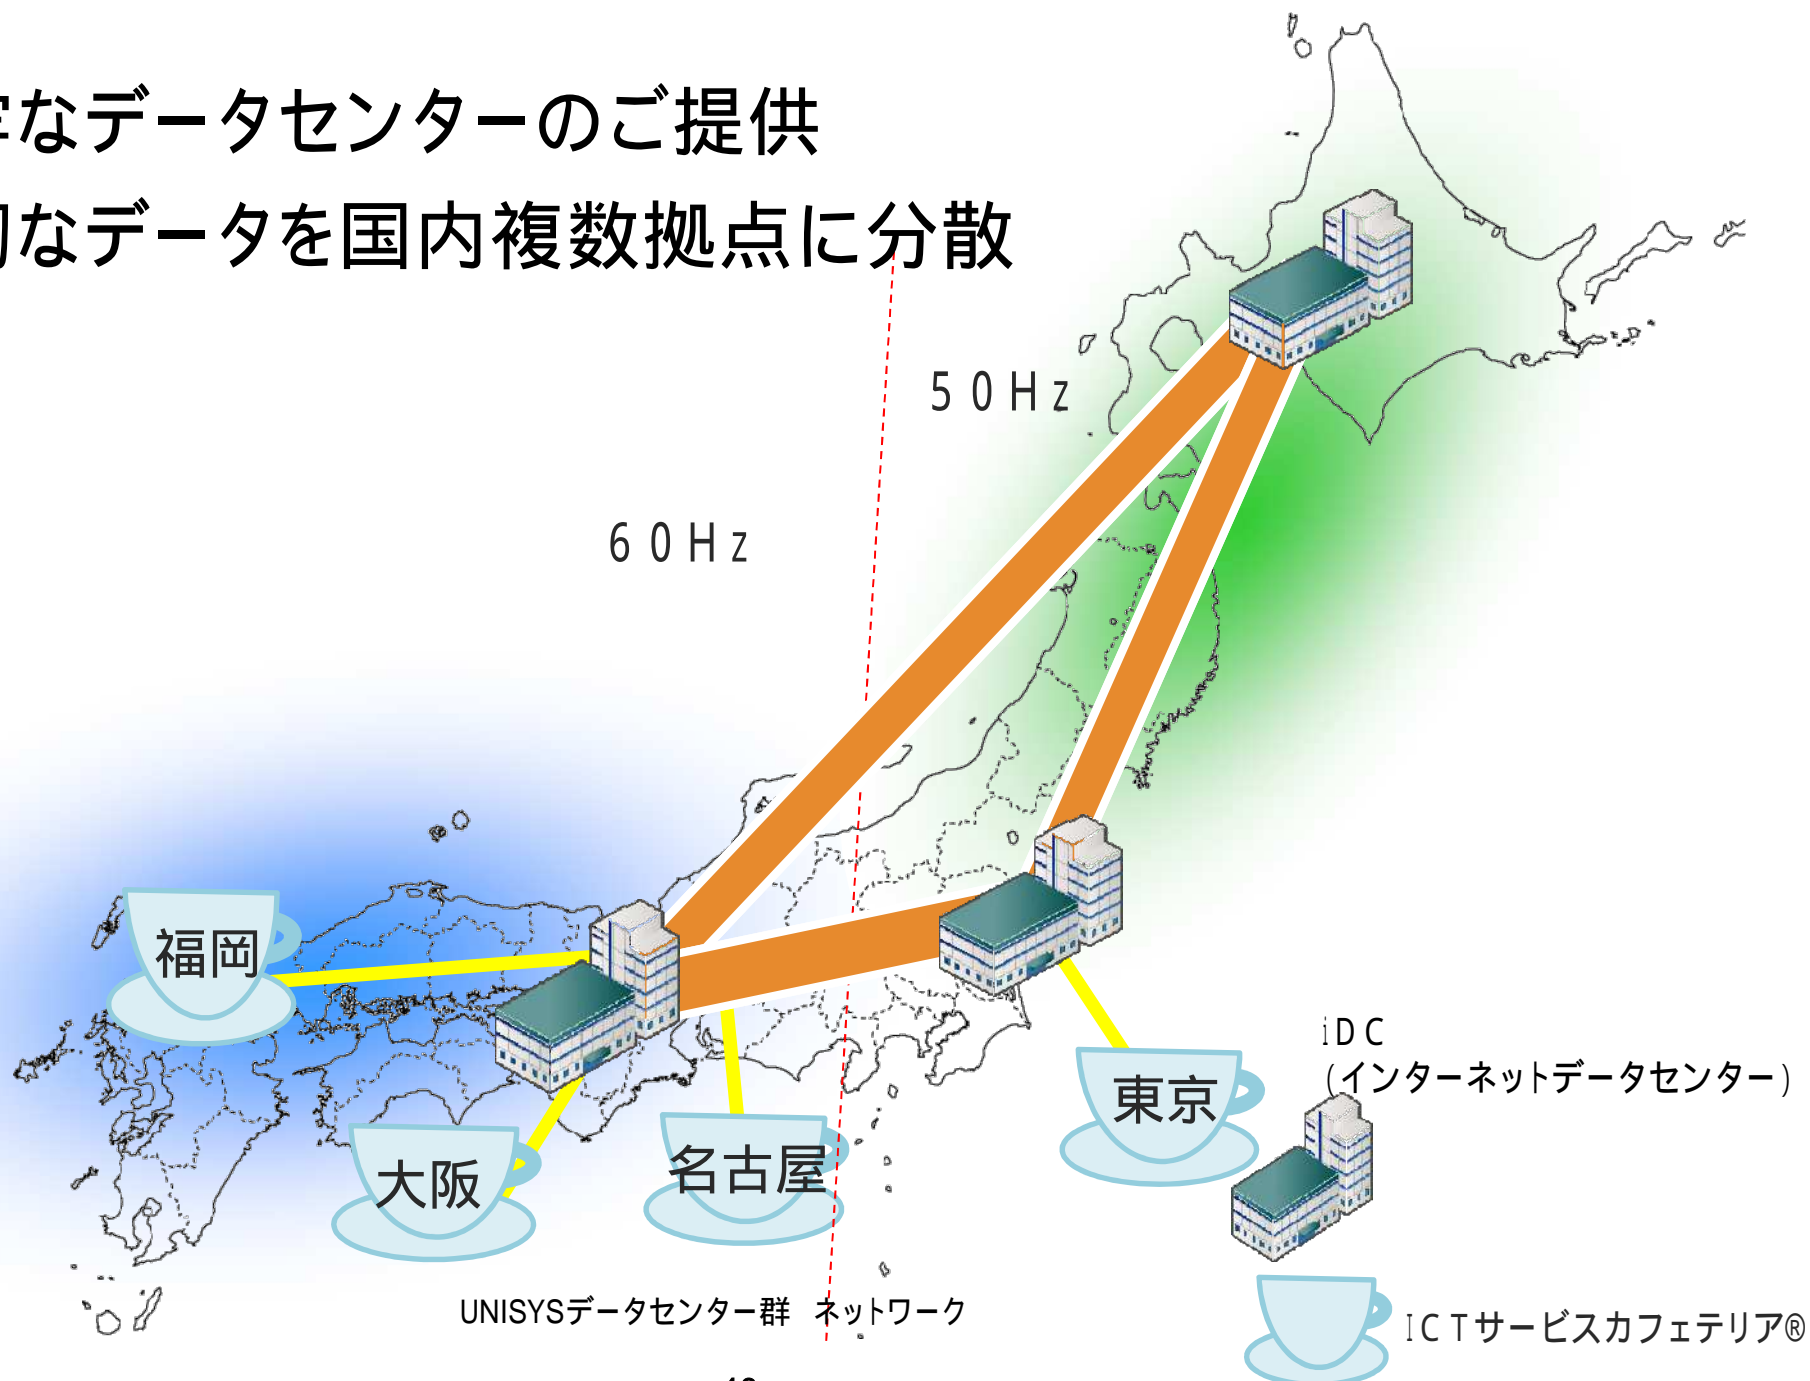 なデータセンターのご提供
なデータを国内複数拠点に分散
50Hz
60Hz
福岡
大阪
名古屋
東京
iDC
(インターネットデータセンター)
UNISYSデータセンター群 ネットワーク
ICTサービスカフェテリア®